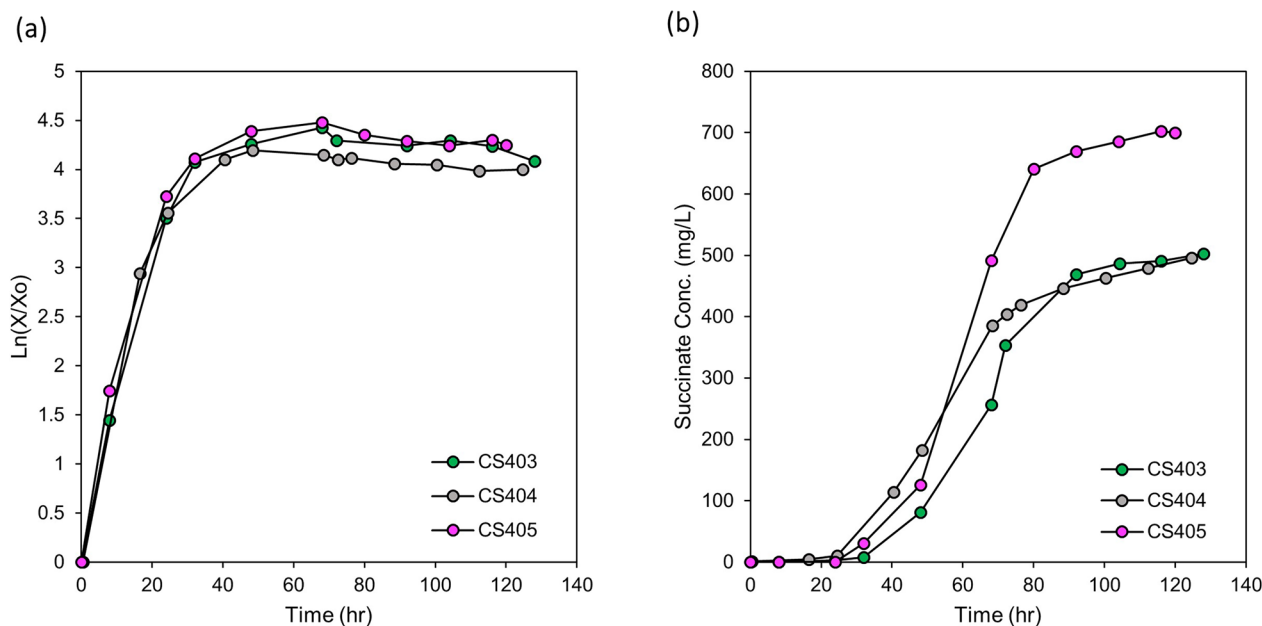 (a)
5
4.5
4
3.5
3
2.5
2
1.5
1
0.5
0
Ln(X/Xo)
0 20 40 60 80 100 120 140
Time (hr)
CS403
CS404
CS405
(b)
800
700
600
500
400
300
200
100
0
Succinate Conc. (mg/L)
0 20 40 60 80 100 120 140
Time (hr)
CS403
CS404
CS405